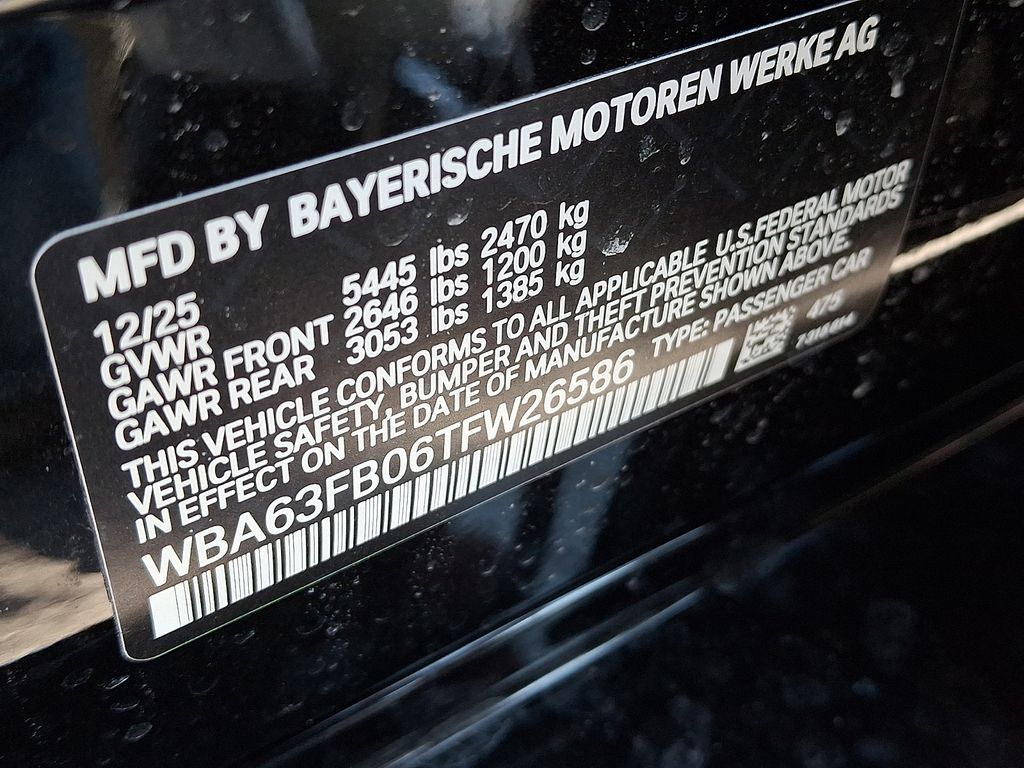 MFD BY BAYERISCHE MOTOREN WERKE AG
12/25
GVWR 5445 lbs 2470 kg
GAWR FRONT 2646 lbs 1200 kg
GAWR REAR 3053 lbs 1385 kg
THIS VEHICLE CONFORMS TO ALL APPLICABLE U.S.FEDERAL MOTOR
VEHICLE SAFETY, BUMPER AND THEFT PREVENTION STANDARDS
IN EFFECT ON THE DATE OF MANUFACTURE SHOWN ABOVE.
WBA63FB06TFW26586 TYPE: PASSENGER CAR
475